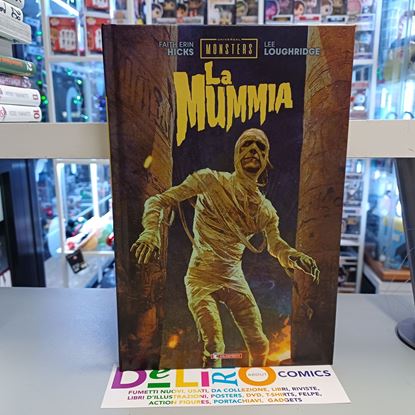 FAITH ERIN
HICKS
UNIVERSAL
MONSTERS
LEE
LOUGHRIDGE
La
MUMMIA
DELIRIO COMICS
FUMETTI NUOVI, USATI, DA COLLEZIONE, LIBRI, RIVISTE,
LIBRI D'ILLUSTRAZIONI, POSTERS, DVD, T-SHIRTS, FELPE,
ACTION FIGURES, PORTACHIAVI, GADGETS